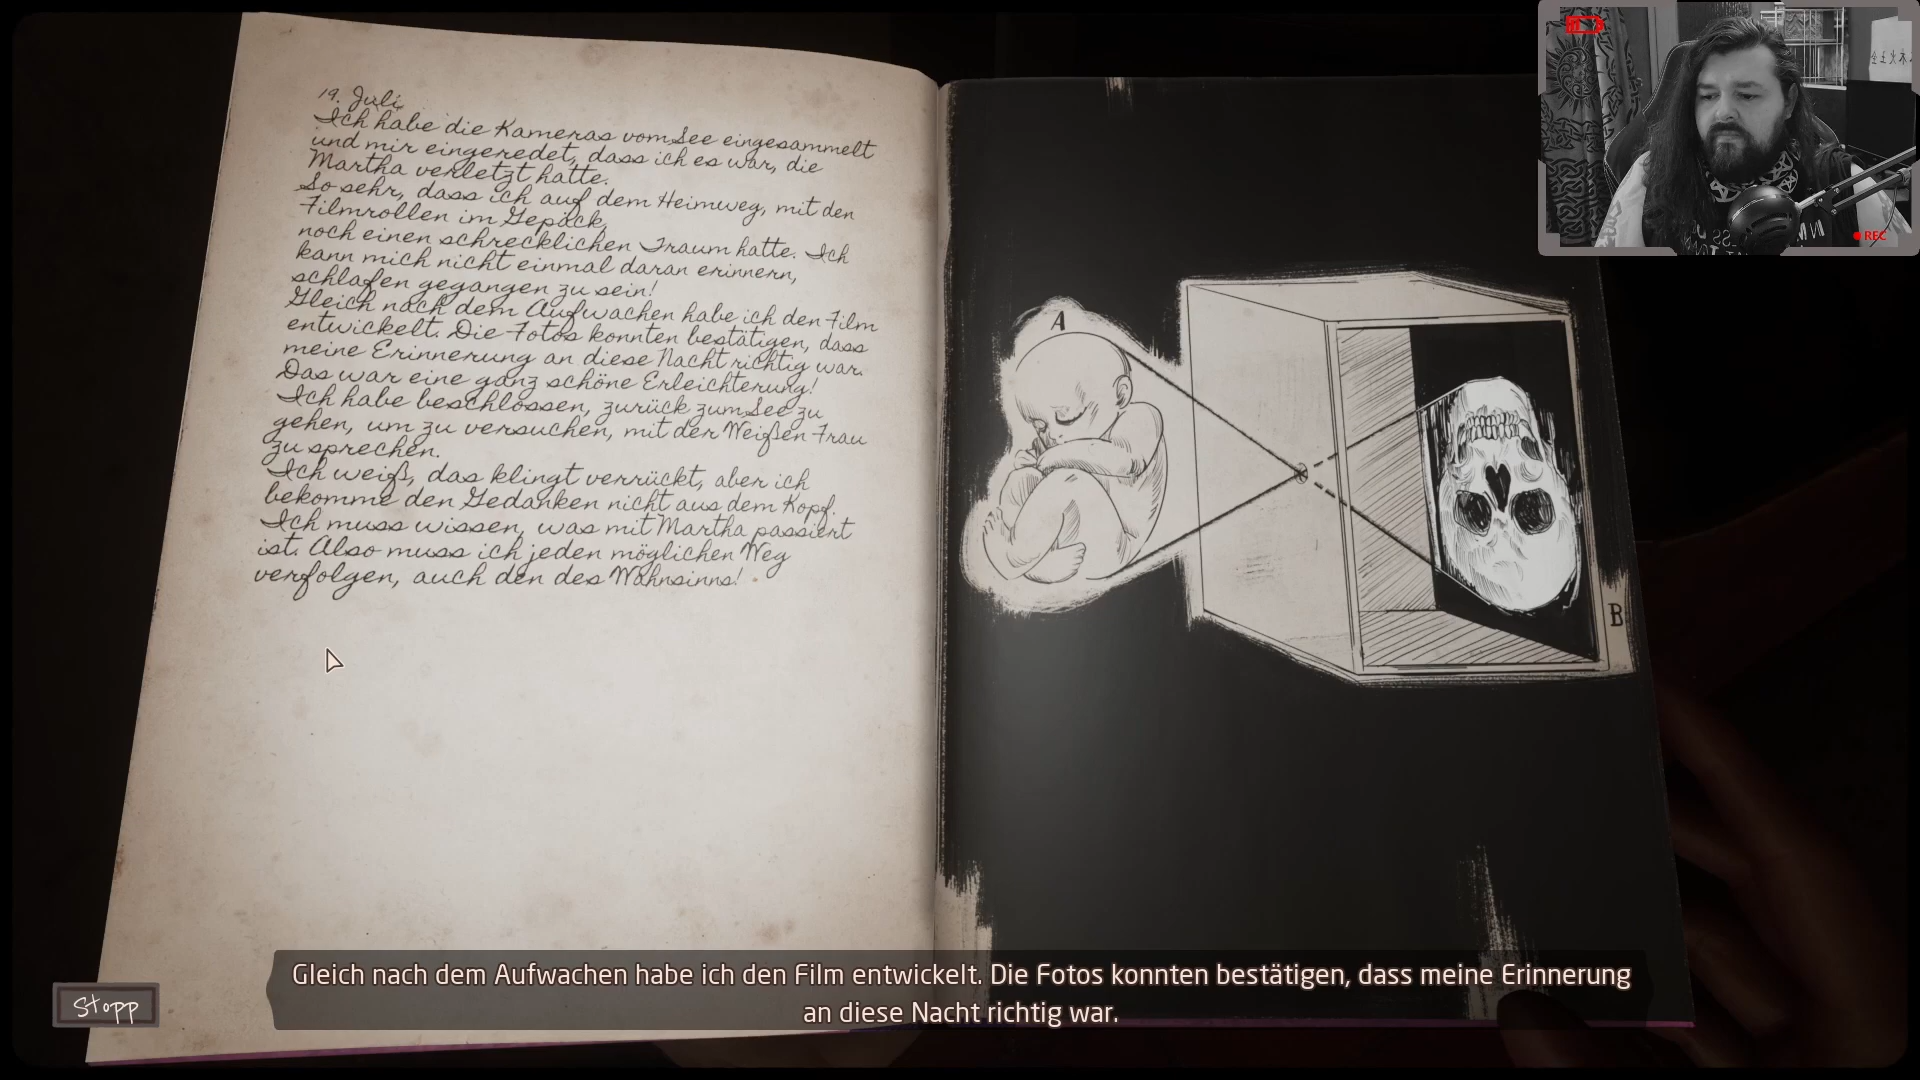 19. Juli
Ich habe die Kameras vom See eingesammelt
und mir eingeredet, dass ich es war, die
Martha verletzt hatte.
So sehr, dass ich auf dem Heimweg, mit den
Filmrollen im Gepäck,
noch einen schrecklichen Traum hatte. Ich
kann mich nicht einmal daran erinnern,
schlafen gegangen zu sein!
Gleich nach dem Aufwachen habe ich den Film
entwickelt. Die Fotos konnten bestätigen, dass
meine Erinnerung an diese Nacht richtig war.
Das war eine ganz schöne Erleichterung!
Ich habe beschlossen, zurück zum See zu
gehen, um zu versuchen, mit der Weißen Frau
zu sprechen.
Ich weiß, das klingt verrückt, aber ich
bekomme den Gedanken nicht aus dem Kopf.
Ich muss wissen, was mit Martha passiert
ist. Also muss ich jeden möglichen Weg
verfolgen, auch den des Wahnsinns!
A
B
REC
Stopp
Gleich nach dem Aufwachen habe ich den Film entwickelt. Die Fotos konnten bestätigen, dass meine Erinnerung
an diese Nacht richtig war.